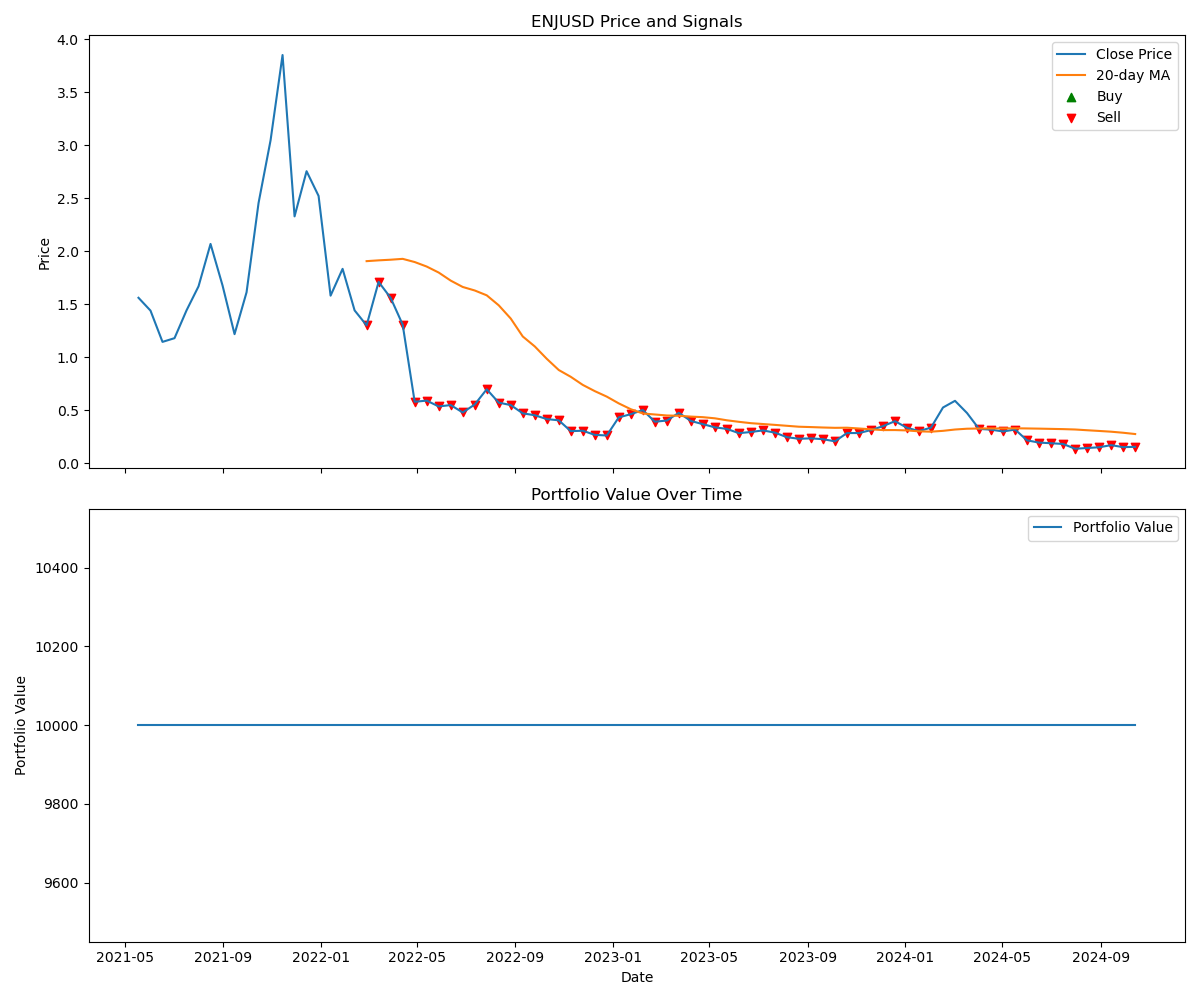 ENJUSD Price and Signals
4.0
3.5
3.0
2.5
2.0
1.5
1.0
0.5
0.0
Price
Close Price
20-day MA
Buy
Sell
Portfolio Value Over Time
10400
10200
10000
9800
9600
Portfolio Value
Portfolio Value
2021-05 2021-09 2022-01 2022-05 2022-09 2023-01 2023-05 2023-09 2024-01 2024-05 2024-09
Date